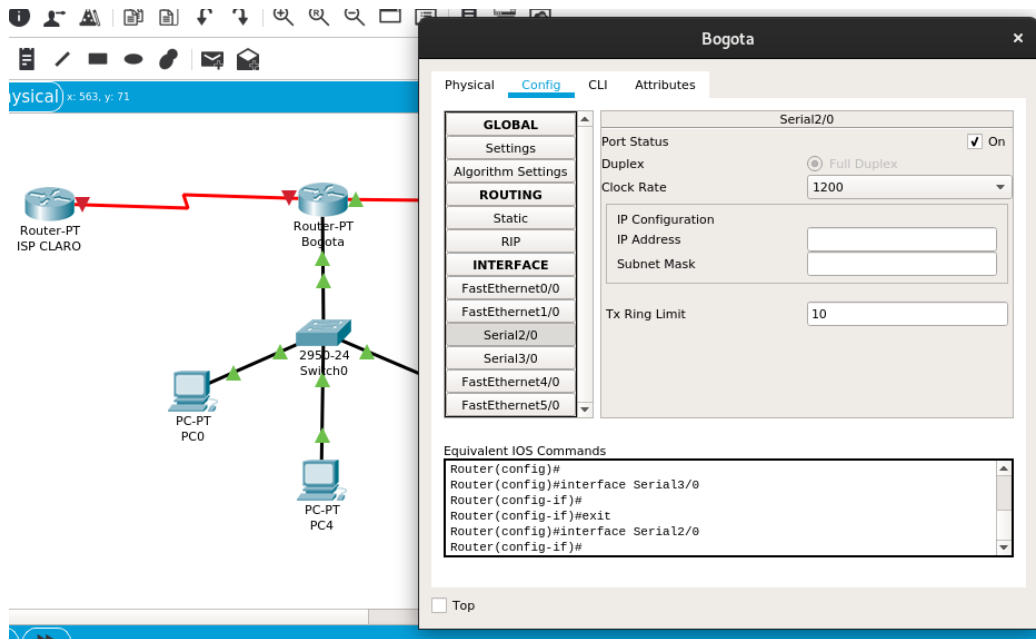 ysical x: 563, y: 71
Router-PT
ISP CLARO
Router-PT
Bogota
2950-24
Switch0
PC-PT
PC0
PC-PT
PC4
Bogota
Physical Config CLI Attributes
GLOBAL
Settings
Algorithm Settings
ROUTING
Static
RIP
INTERFACE
FastEthernet0/0
FastEthernet1/0
Serial2/0
Serial3/0
FastEthernet4/0
FastEthernet5/0
Serial2/0
Port Status On
Duplex Full Duplex
Clock Rate 1200
IP Configuration
IP Address
Subnet Mask
Tx Ring Limit 10
Equivalent IOS Commands
Router(config)#
Router(config)#interface Serial3/0
Router(config-if)#
Router(config-if)#exit
Router(config)#interface Serial2/0
Router(config-if)#
Top